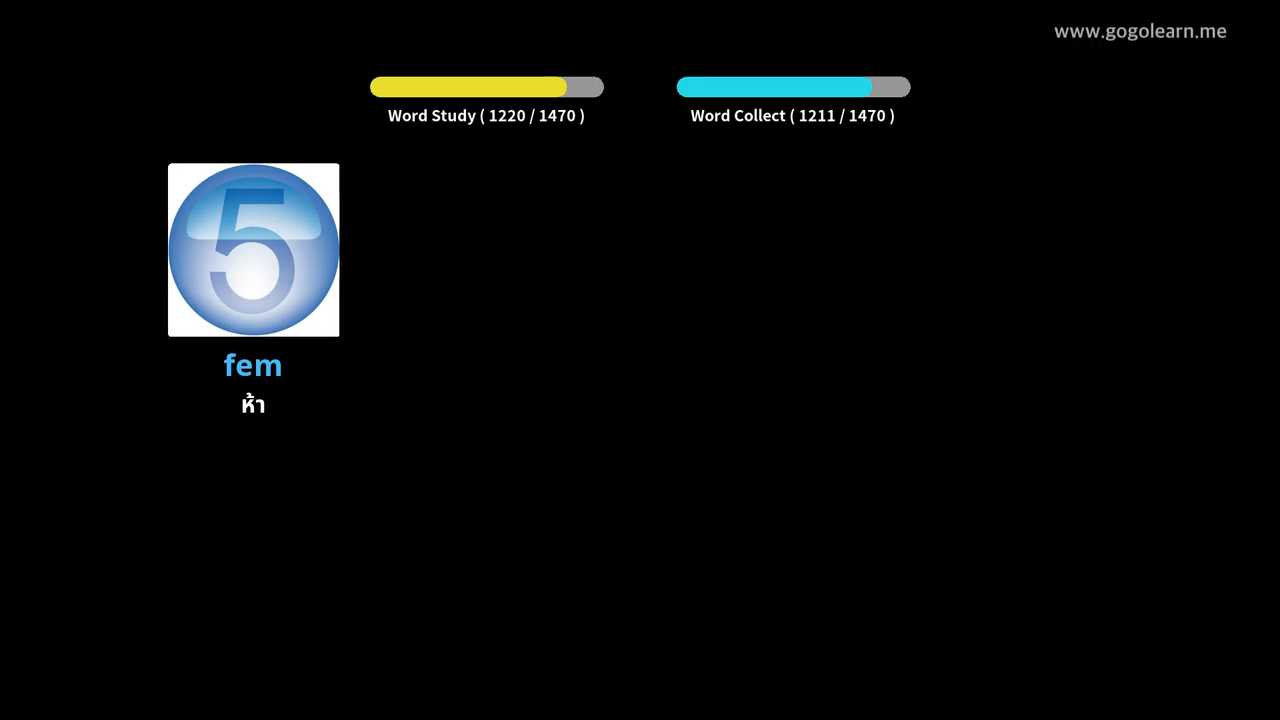 www.gogolearn.me
Word Study ( 1220 / 1470 )
Word Collect ( 1211 / 1470 )
5
fem
ห้า